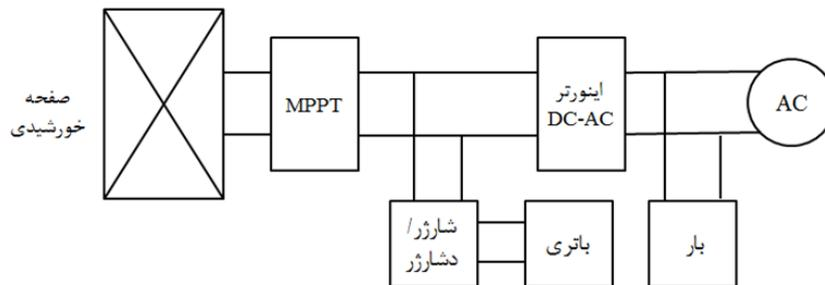 صفحه
خورشیدی
MPPT
اینورتر
DC-AC
AC
شارژر/
دشارژر
باتری
بار